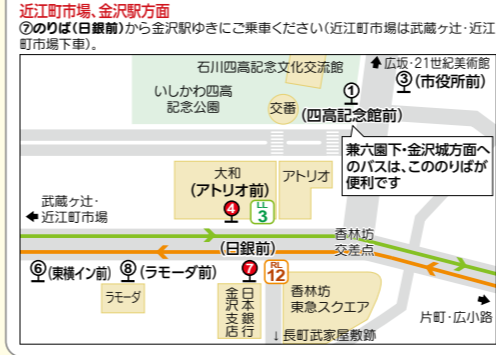 近江町市場、金沢駅方面
⑦のりば(日銀前)から金沢駅ゆきにご乗車ください(近江町市場は武蔵ヶ辻・近江
町市場下車)。
石川四高記念文化交流館
広坂・21世紀美術館
③(市役所前)
いしかわ四高
記念公園
交番
①
(四高記念館前)
兼六園下・金沢城方面へ
のバスは、こののりばが
便利です
大和
(アトリオ前)
アトリオ
④
LL
3
武蔵ヶ辻・
近江町市場
香林坊
交差点
(日銀前)
⑥(東横イン前)
⑧(ラモーダ前)
⑦
RL
12
ラモーダ
日本銀行
金沢支店
香林坊
東急スクエア
↓長町武家屋敷跡
片町・広小路